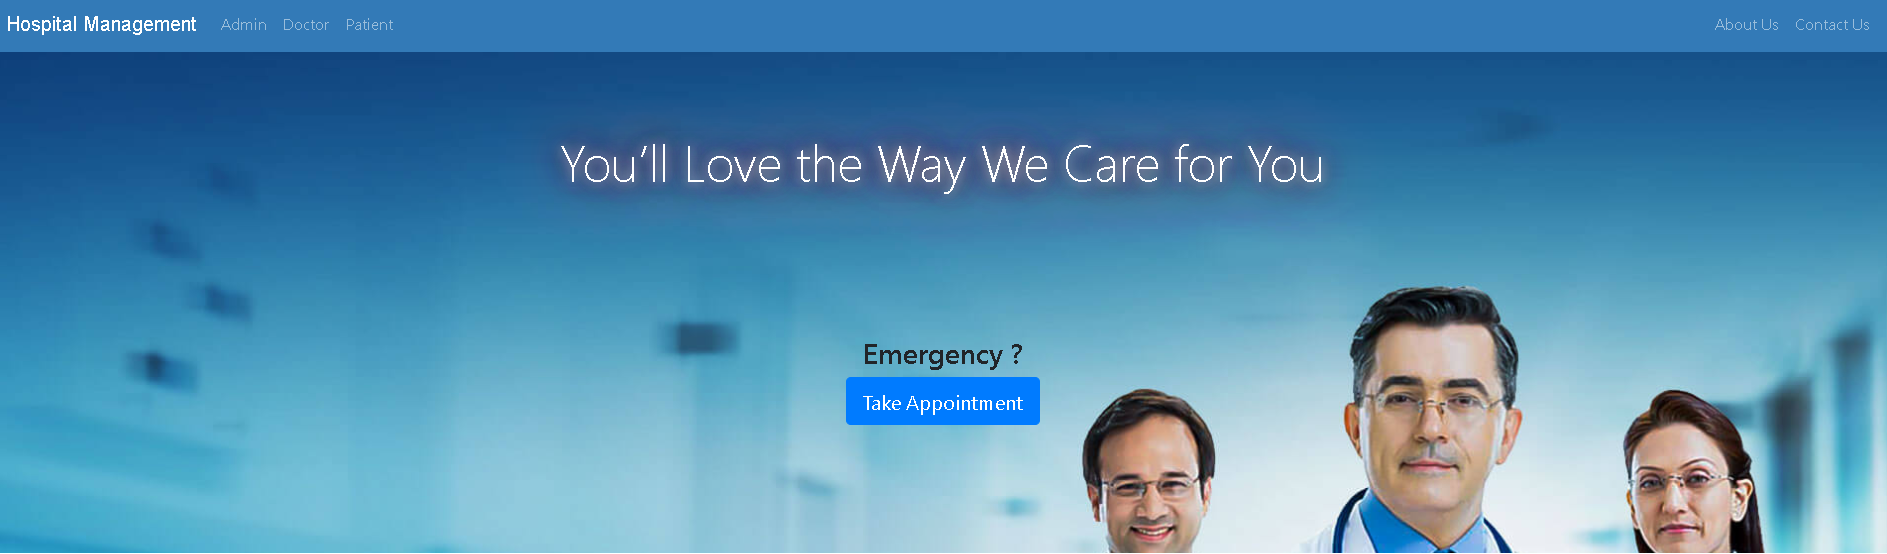 Hospital Management Admin Doctor Patient About Us Contact Us
You'll Love the Way We Care for You
Emergency ?
Take Appointment